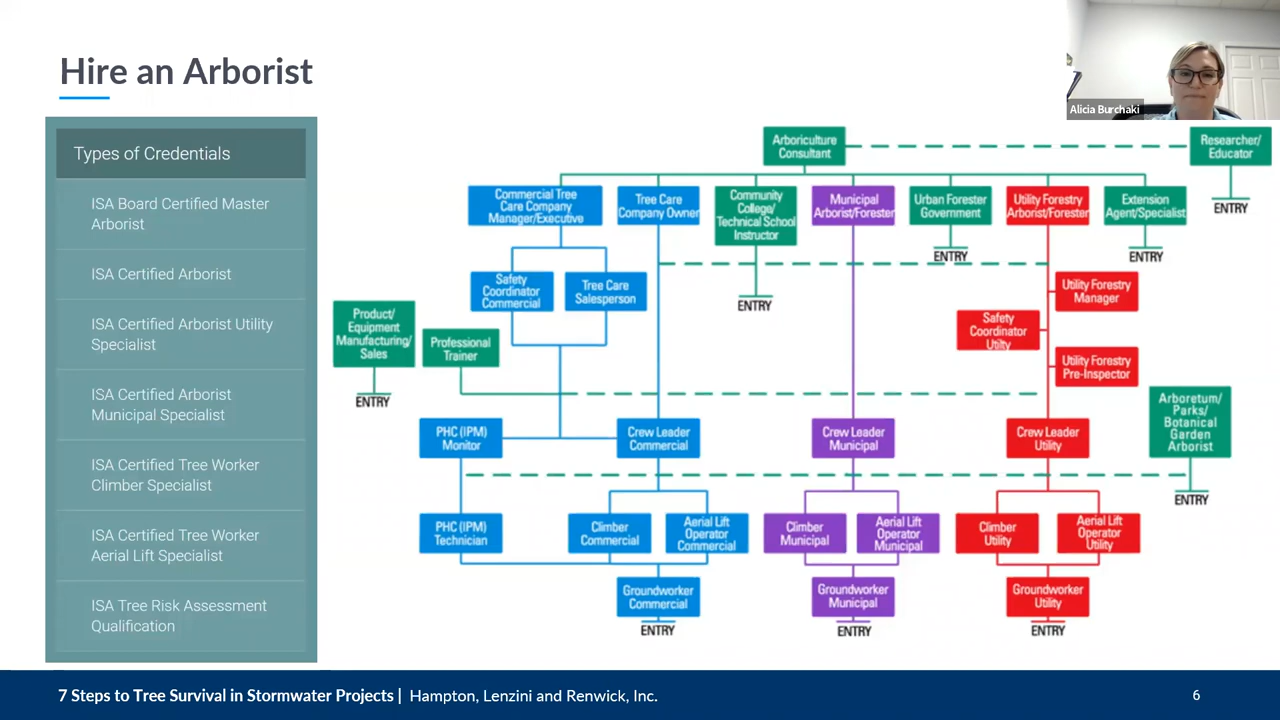 Hire an Arborist
Alicia Burchaki
Types of Credentials
ISA Board Certified Master
Arborist
ISA Certified Arborist
ISA Certified Arborist Utility
Specialist
ISA Certified Arborist
Municipal Specialist
ISA Certified Tree Worker
Climber Specialist
ISA Certified Tree Worker
Aerial Lift Specialist
ISA Tree Risk Assessment
Qualification
Arboriculture
Consultant
Researcher/
Educator
ENTRY
Commercial Tree
Care Company
Manager/Executive
Tree Care
Company Owner
Community
College/
Technical School
Instructor
ENTRY
Municipal
Arborist/Forester
Urban Forester
Government
ENTRY
Utility Forestry
Arborist/Forester
Extension
Agent/Specialist
ENTRY
Safety
Coordinator
Commercial
Tree Care
Salesperson
Utility Forestry
Manager
Safety
Coordinator
Utilty
Utility Forestry
Pre-Inspector
Product/
Equipment
Manufacturing/
Sales
ENTRY
Professional
Trainer
Arboretum/
Parks/
Botanical
Garden
Arborist
ENTRY
PHC (IPM)
Monitor
Crew Leader
Commercial
Crew Leader
Municipal
Crew Leader
Utility
PHC (IPM)
Technician
Climber
Commercial
Aerial Lift
Operator
Commercial
Climber
Municipal
Aerial Lift
Operator
Municipal
Climber
Utility
Aerial Lift
Operator
Utility
Groundworker
Commercial
ENTRY
Groundworker
Municipal
ENTRY
Groundworker
Utility
ENTRY
7 Steps to Tree Survival in Stormwater Projects | Hampton, Lenzini and Renwick, Inc.
6